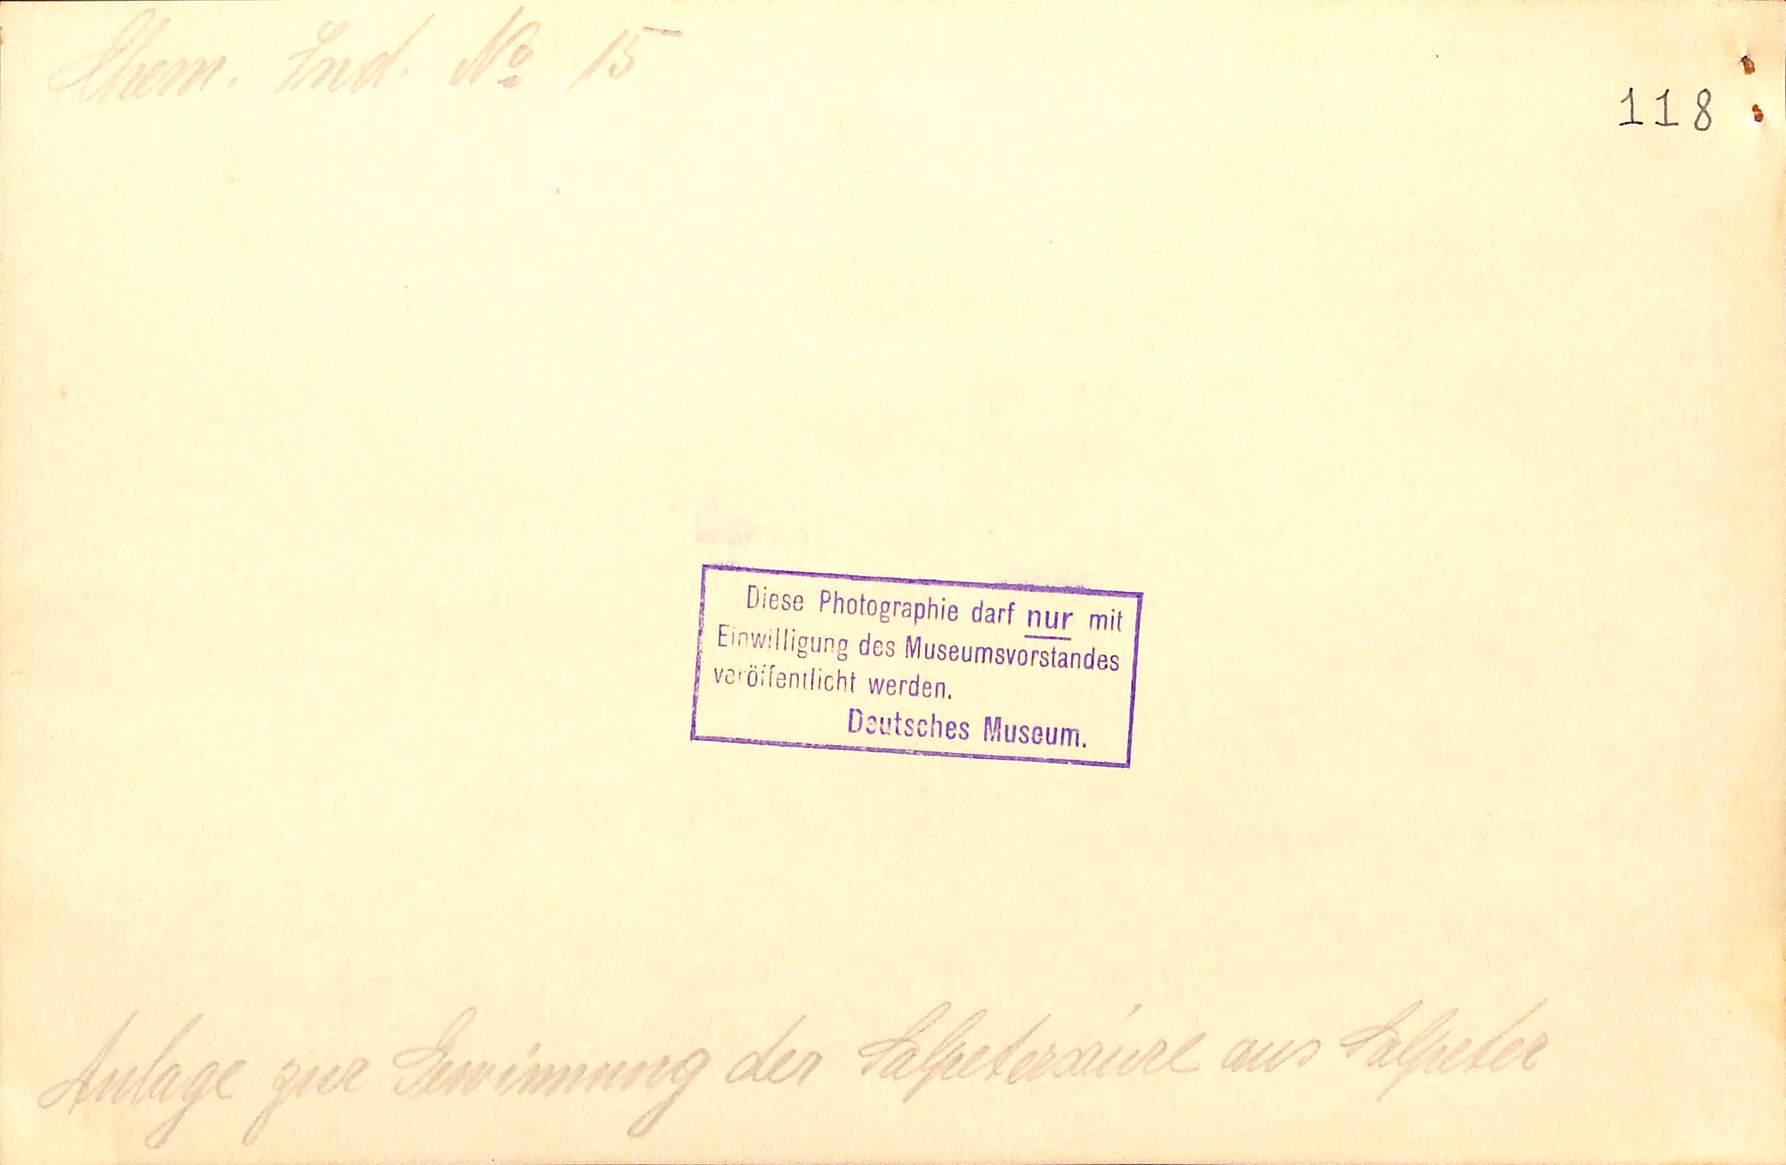 Chem. Ind. No 15
118
Diese Photographie darf nur mit
Einwilligung des Museumsvorstandes
veröffentlicht werden.
Deutsches Museum.
Anlage zur Gewinnung der Salpetersäure aus Salpeter